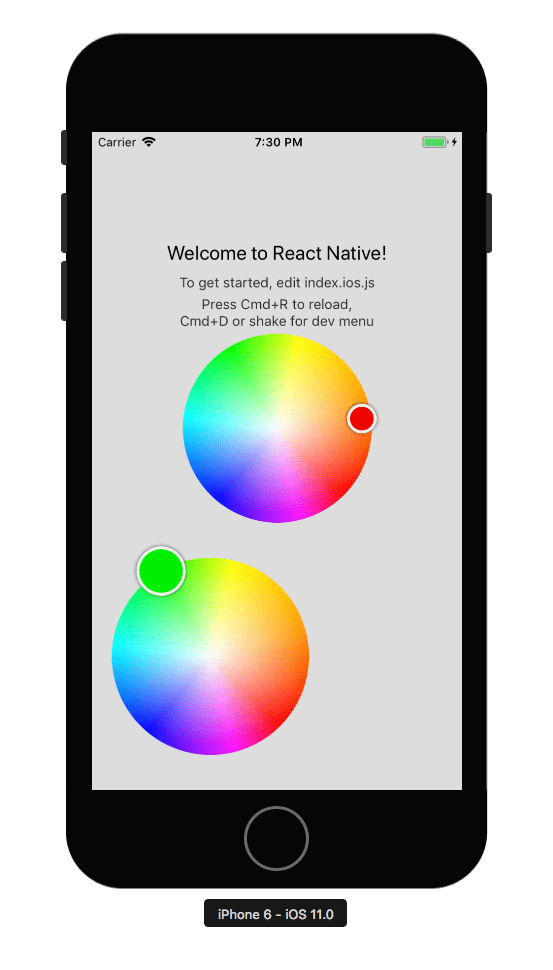 Carrier 7:30 PM
Welcome to React Native!
To get started, edit index.ios.js
Press Cmd+R to reload,
Cmd+D or shake for dev menu
iPhone 6 - iOS 11.0